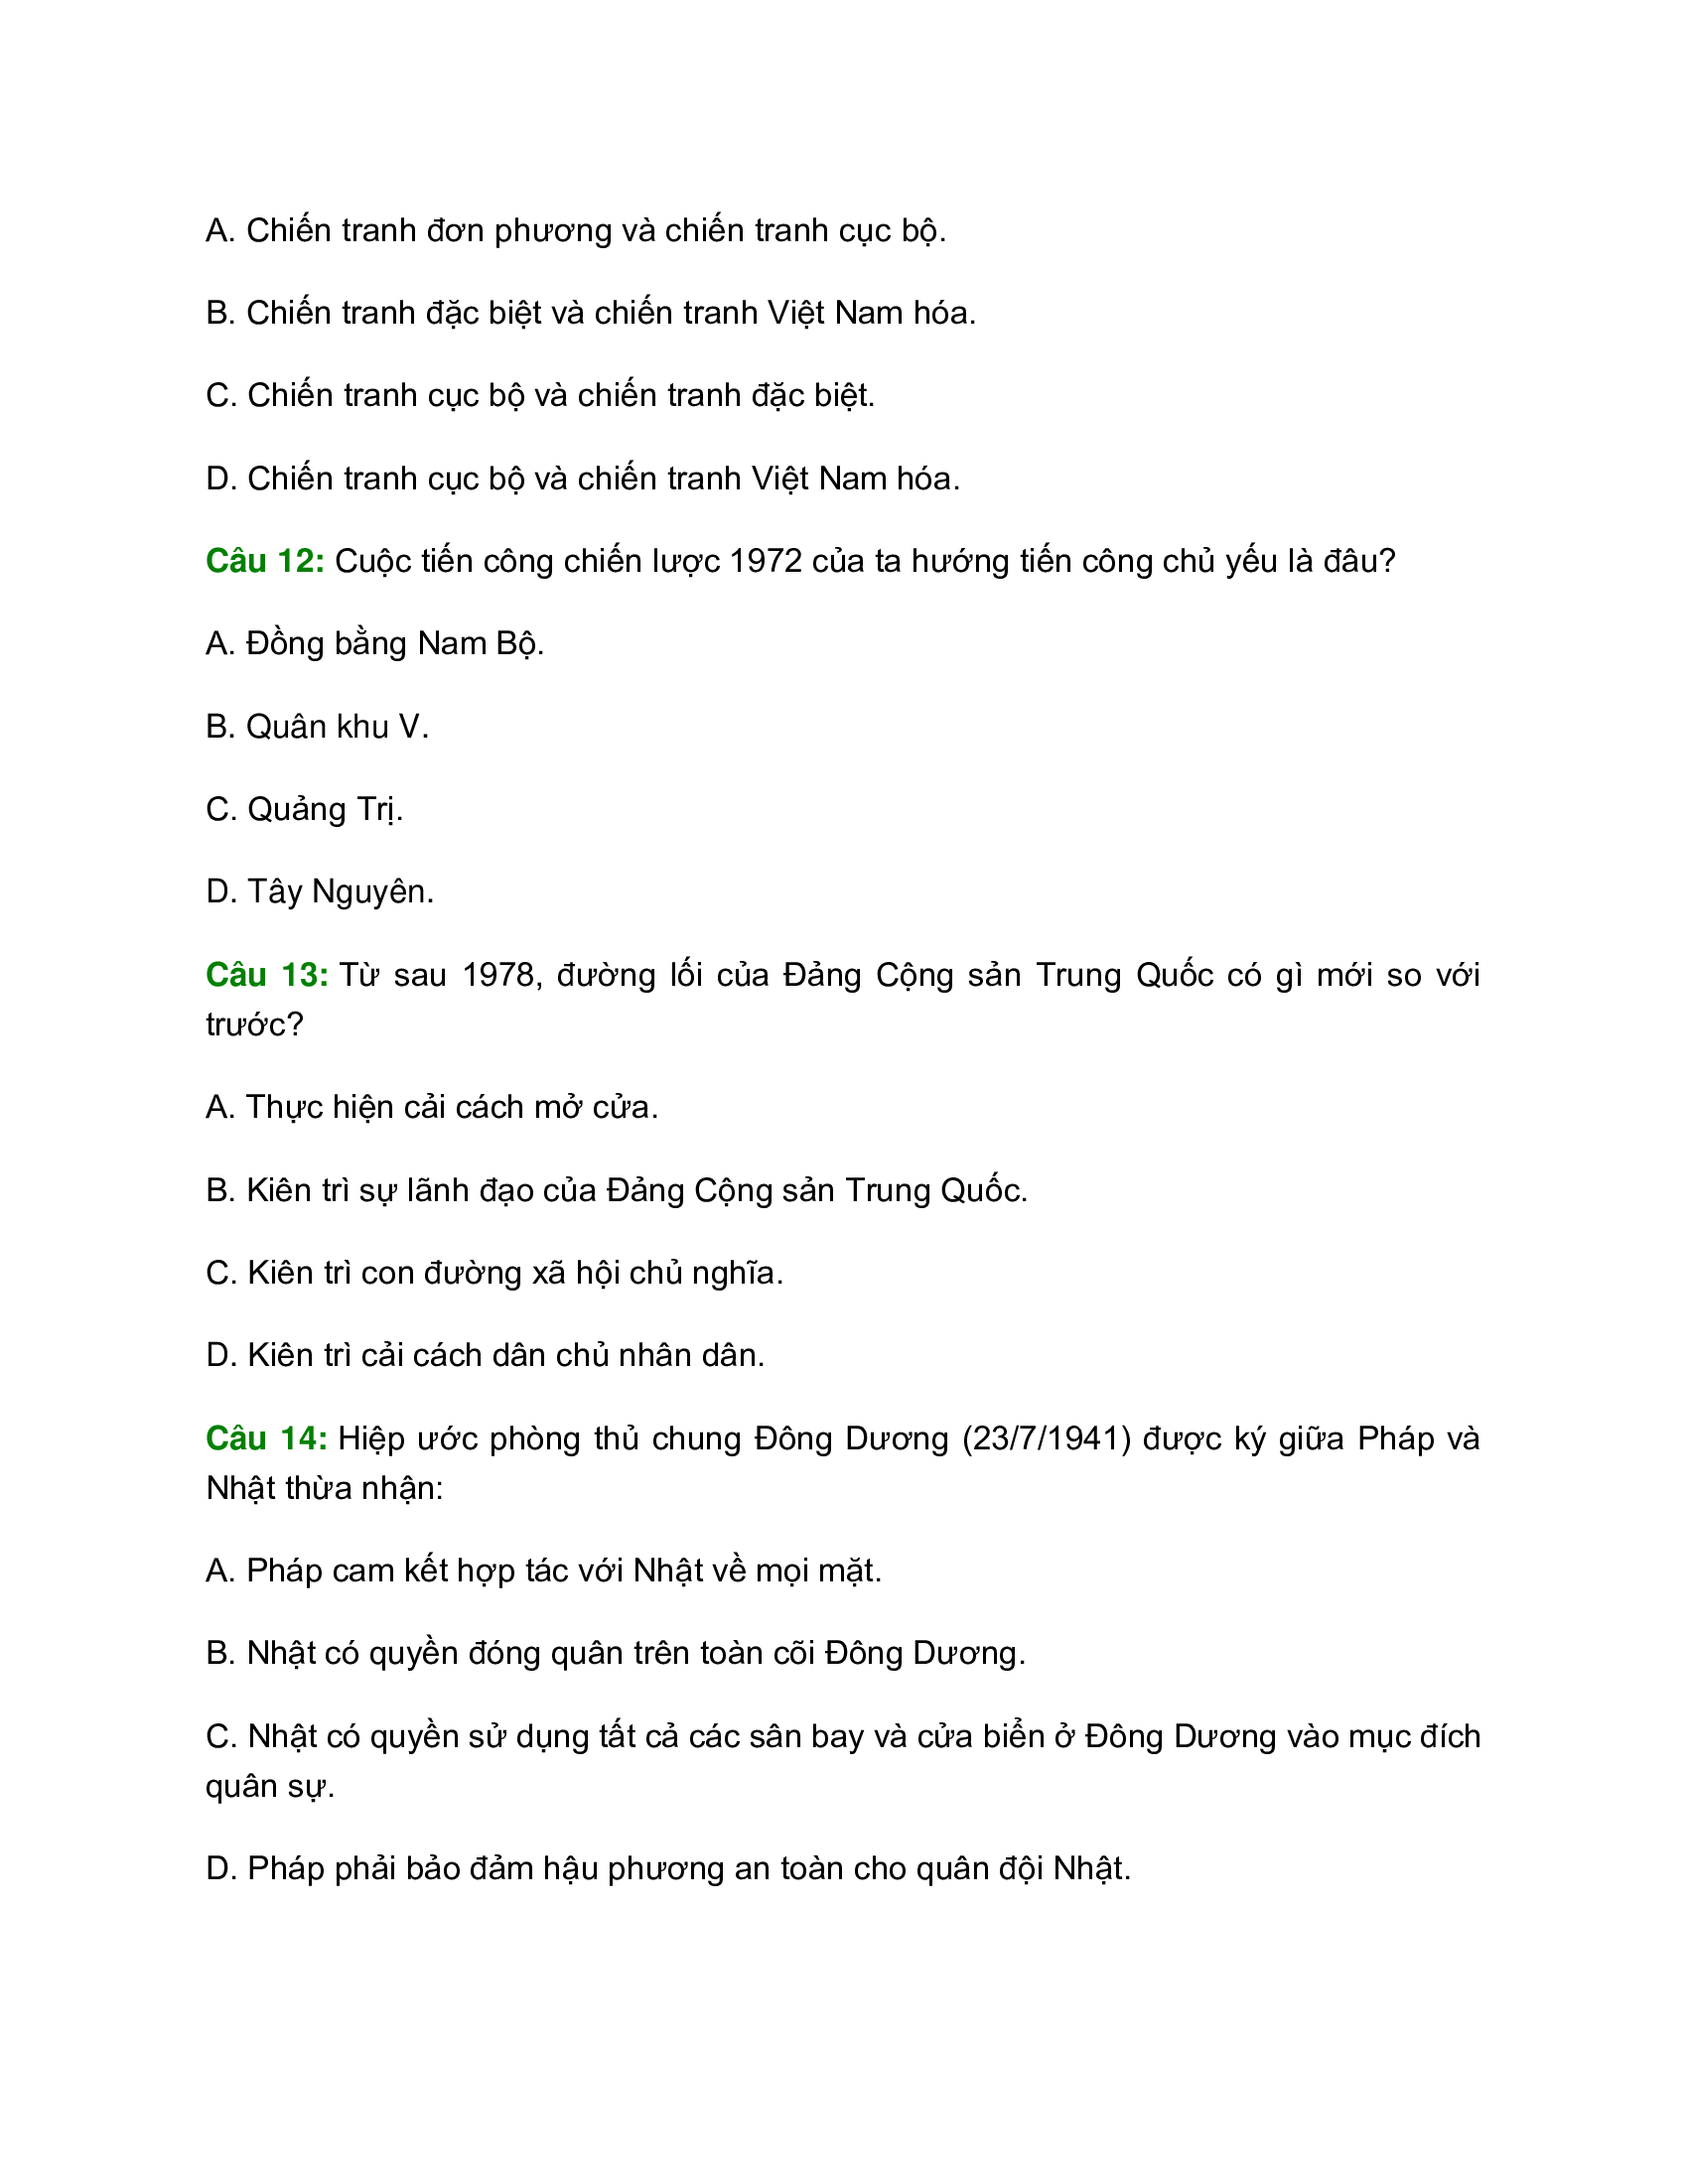 A. Chiến tranh đơn phương và chiến tranh cục bộ.
B. Chiến tranh đặc biệt và chiến tranh Việt Nam hóa.
C. Chiến tranh cục bộ và chiến tranh đặc biệt.
D. Chiến tranh cục bộ và chiến tranh Việt Nam hóa.
Câu 12: Cuộc tiến công chiến lược 1972 của ta hướng tiến công chủ yếu là đâu?
A. Đồng bằng Nam Bộ.
B. Quân khu V.
C. Quảng Trị.
D. Tây Nguyên.
Câu 13: Từ sau 1978, đường lối của Đảng Cộng sản Trung Quốc có gì mới so với
trước?
A. Thực hiện cải cách mở cửa.
B. Kiên trì sự lãnh đạo của Đảng Cộng sản Trung Quốc.
C. Kiên trì con đường xã hội chủ nghĩa.
D. Kiên trì cải cách dân chủ nhân dân.
Câu 14: Hiệp ước phòng thủ chung Đông Dương (23/7/1941) được ký giữa Pháp và
Nhật thừa nhận:
A. Pháp cam kết hợp tác với Nhật về mọi mặt.
B. Nhật có quyền đóng quân trên toàn cõi Đông Dương.
C. Nhật có quyền sử dụng tất cả các sân bay và cửa biển ở Đông Dương vào mục đích
quân sự.
D. Pháp phải bảo đảm hậu phương an toàn cho quân đội Nhật.